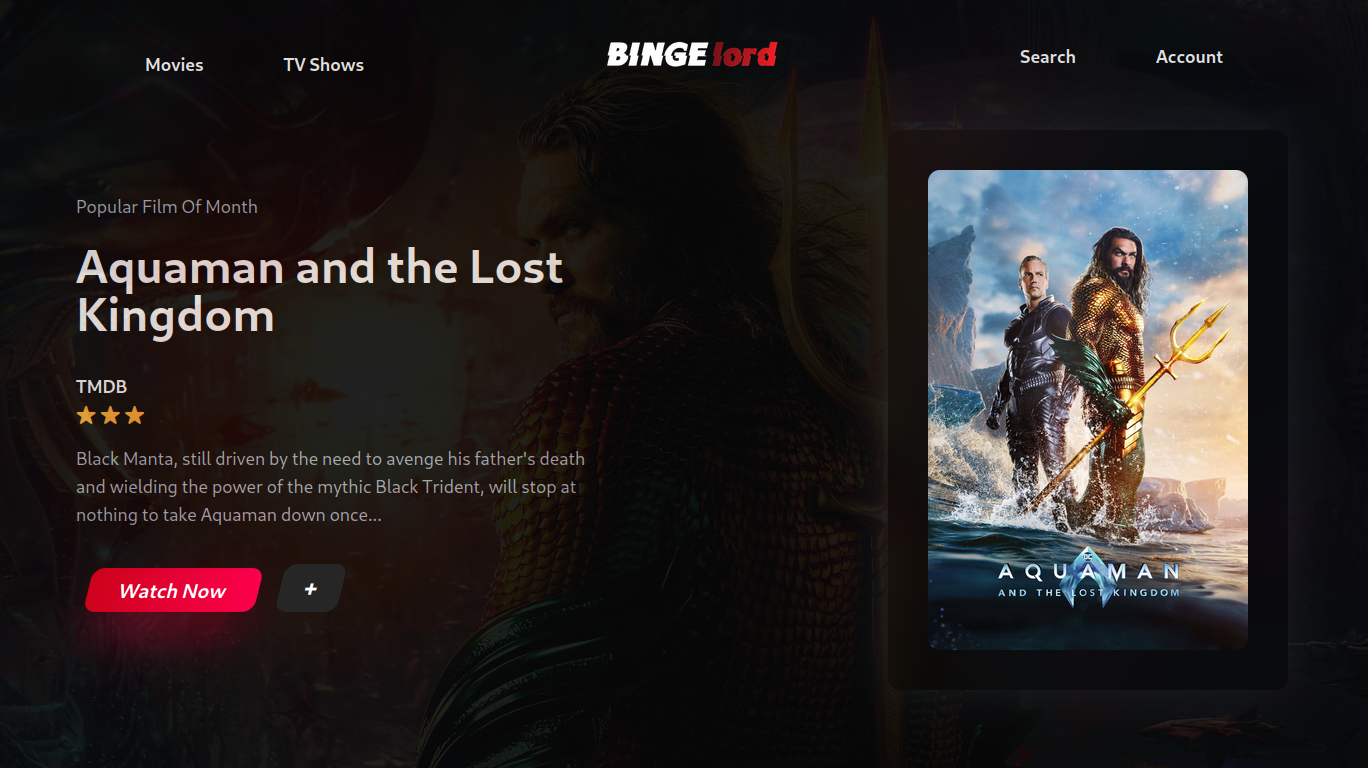 Movies
TV Shows
BINGE lord
Search
Account
Popular Film Of Month
Aquaman and the Lost
Kingdom
TMDB
Black Manta, still driven by the need to avenge his father's death
and wielding the power of the mythic Black Trident, will stop at
nothing to take Aquaman down once...
Watch Now
+
DC
AQUAMAN
AND THE LOST KINGDOM